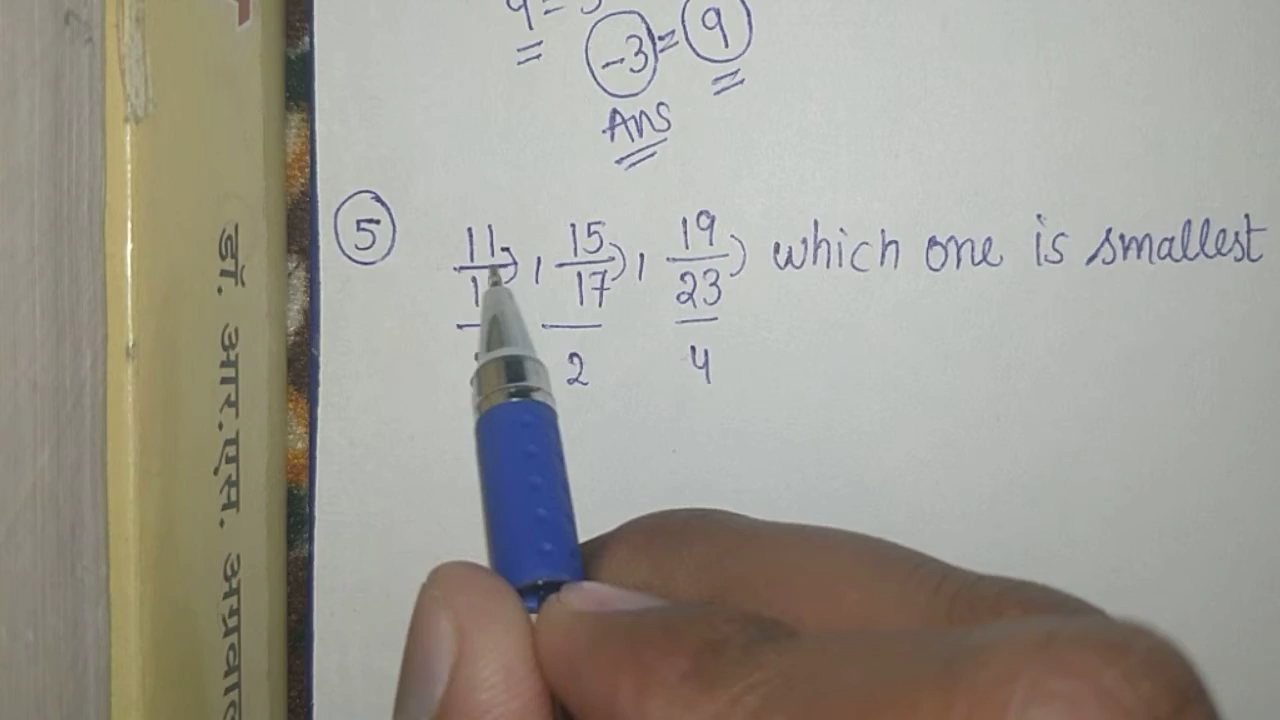 -3 = 9
Ans
5 11 , 15 , 19 which one is smallest
17 23
2 4
डॉ. आर. एस. अग्रवाल